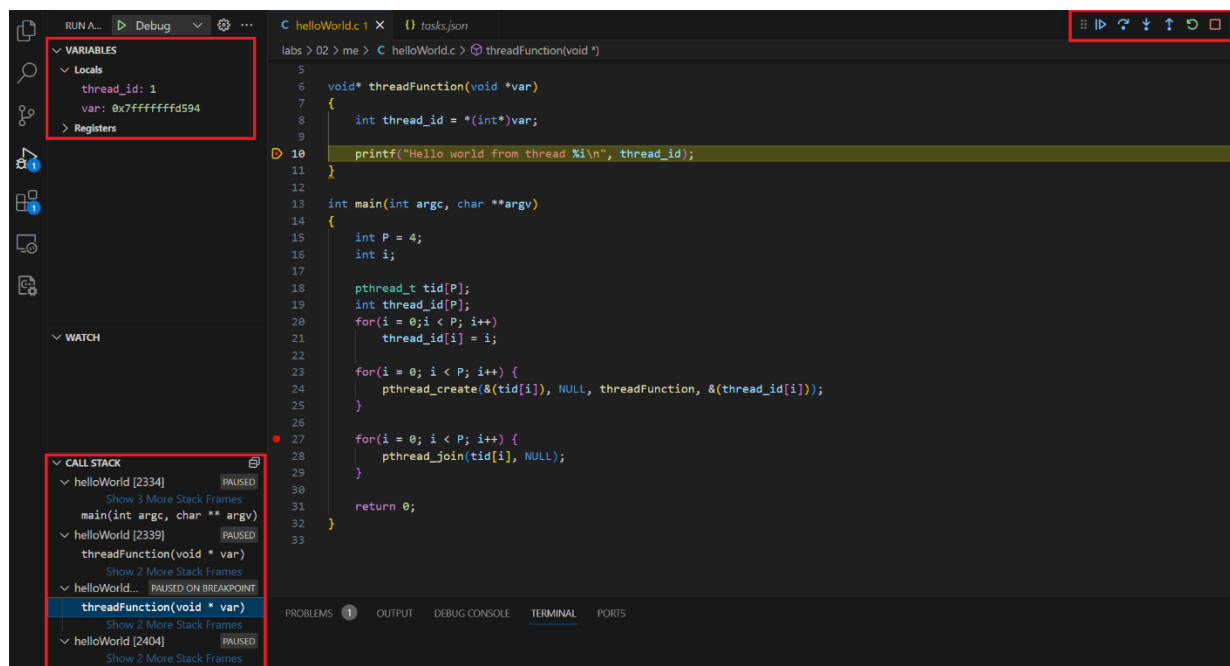 RUN A... Debug ...
VARIABLES
Locals
thread_id: 1
var: 0x7fffffffd594
Registers
WATCH
CALL STACK
helloWorld [2334] PAUSED
Show 3 More Stack Frames
main(int argc, char ** argv)
helloWorld [2339] PAUSED
threadFunction(void * var)
Show 2 More Stack Frames
helloWorld... PAUSED ON BREAKPOINT
threadFunction(void * var)
Show 2 More Stack Frames
helloWorld [2404] PAUSED
Show 2 More Stack Frames
1
1
C helloWorld.c 1 {} tasks.json
labs > 02 > me > C helloWorld.c > threadFunction(void *)
5
6 void* threadFunction(void *var)
7 {
8 int thread_id = *(int*)var;
9
10 printf("Hello world from thread %i\n", thread_id);
11 }
12
13 int main(int argc, char **argv)
14 {
15 int P = 4;
16 int i;
17
18 pthread_t tid[P];
19 int thread_id[P];
20 for(i = 0;i < P; i++)
21 thread_id[i] = i;
22
23 for(i = 0; i < P; i++) {
24 pthread_create(&(tid[i]), NULL, threadFunction, &(thread_id[i]));
25 }
26
27 for(i = 0; i < P; i++) {
28 pthread_join(tid[i], NULL);
29 }
30
31 return 0;
32 }
33
PROBLEMS 1 OUTPUT DEBUG CONSOLE TERMINAL PORTS